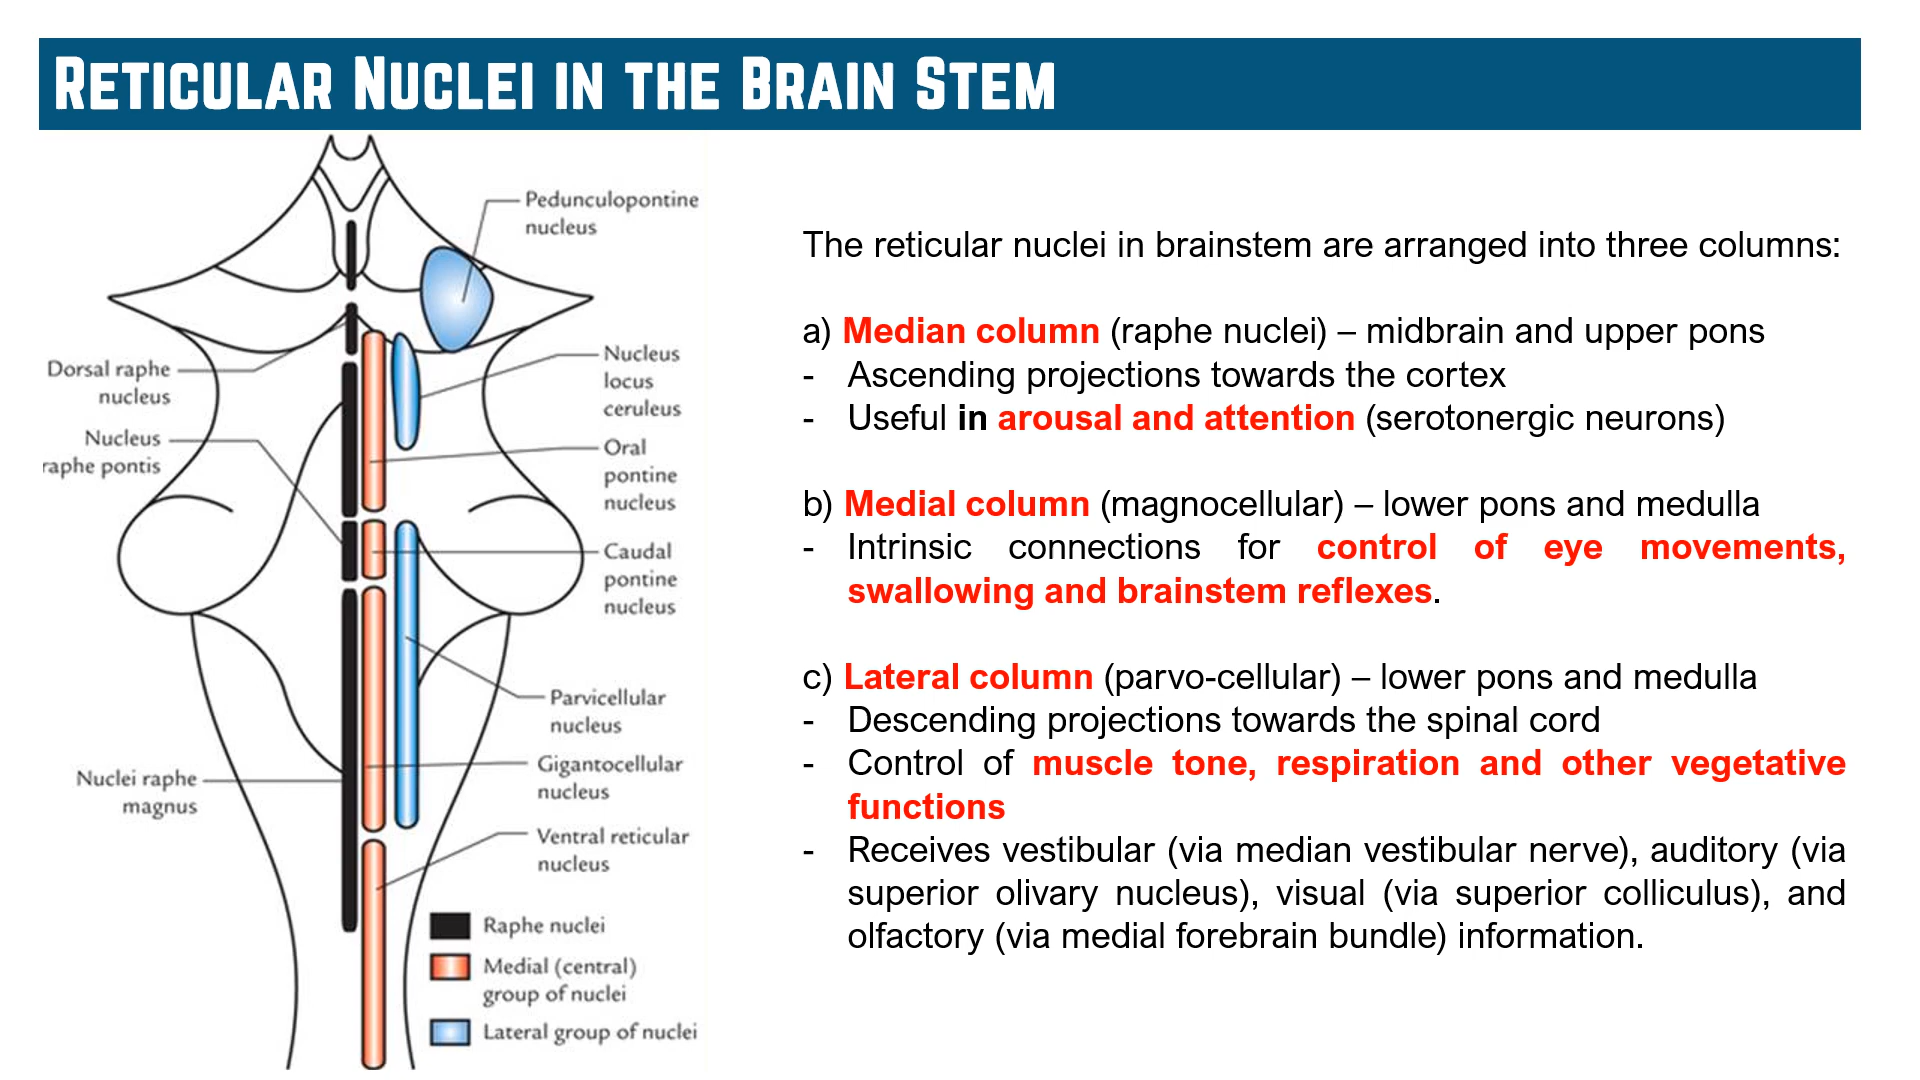 RETICULAR NUCLEI IN THE BRAIN STEM
Pedunculopontine
nucleus
Dorsal raphe
nucleus
Nucleus
raphe pontis
Nuclei raphe
magnus
Nucleus
locus
ceruleus
Oral
pontine
nucleus
Caudal
pontine
nucleus
Parvicellular
nucleus
Gigantocellular
nucleus
Ventral reticular
nucleus
Raphe nuclei
Medial (central)
group of nuclei
Lateral group of nuclei
The reticular nuclei in brainstem are arranged into three columns:
a) Median column (raphe nuclei) – midbrain and upper pons
- Ascending projections towards the cortex
- Useful in arousal and attention (serotonergic neurons)
b) Medial column (magnocellular) – lower pons and medulla
- Intrinsic connections for control of eye movements,
swallowing and brainstem reflexes.
c) Lateral column (parvo-cellular) – lower pons and medulla
- Descending projections towards the spinal cord
- Control of muscle tone, respiration and other vegetative
functions
- Receives vestibular (via median vestibular nerve), auditory (via
superior olivary nucleus), visual (via superior colliculus), and
olfactory (via medial forebrain bundle) information.